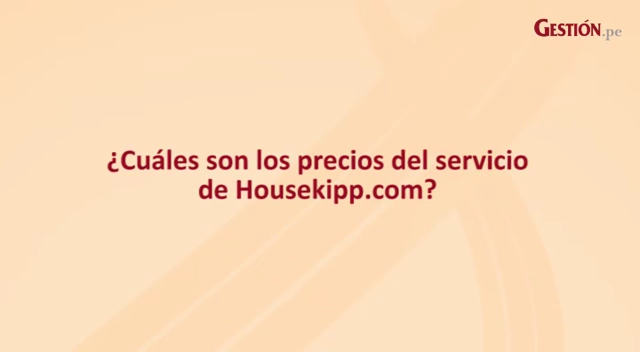 GESTIÓN.pe
¿Cuáles son los precios del servicio
de Housekipp.com?